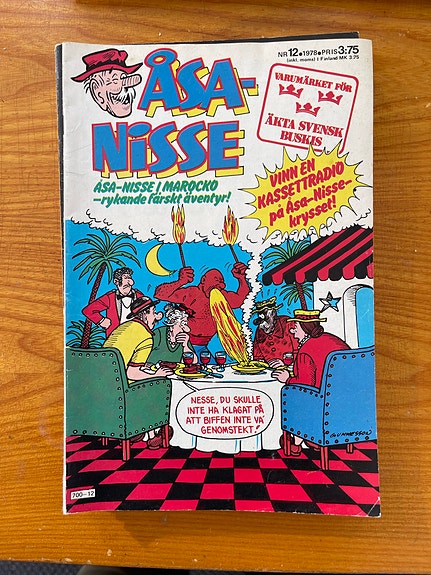 NR 12•1978•PRIS 3:75
(inkl. moms) I Finland MK 3:75
ÅSA-
NISSE
VARUMÄRKET FÖR
ÄKTA SVENSK
BUSKIS
ÅSA-NISSE I MAROCKO
–rykande färskt äventyr!
VINN EN
KASSETTRADIO
på Åsa-Nisse-
krysset!
NESSE, DU SKULLE
INTE HA KLAGAT PÅ
ATT BIFFEN INTE VA'
GENOMSTEKT!
GUNNESSON
700-12